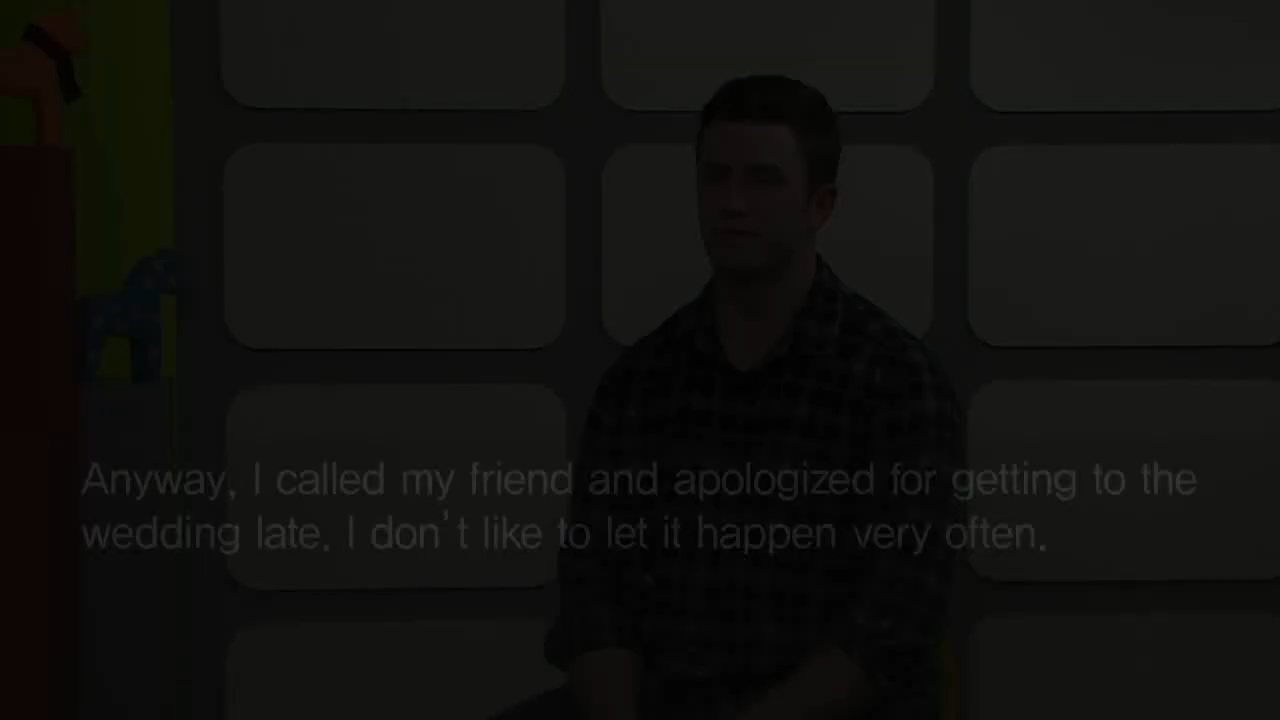 Anyway, I called my friend and apologized for getting to the
wedding late. I don't like to let it happen very often.